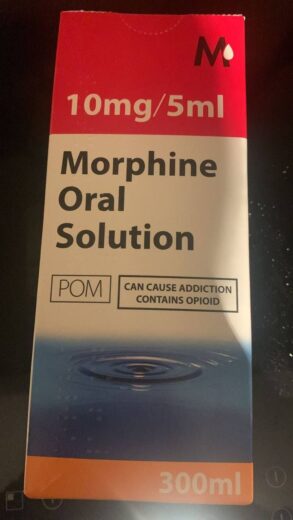 M
10mg/5ml
Morphine
Oral
Solution
POM
CAN CAUSE ADDICTION
CONTAINS OPIOID
300ml